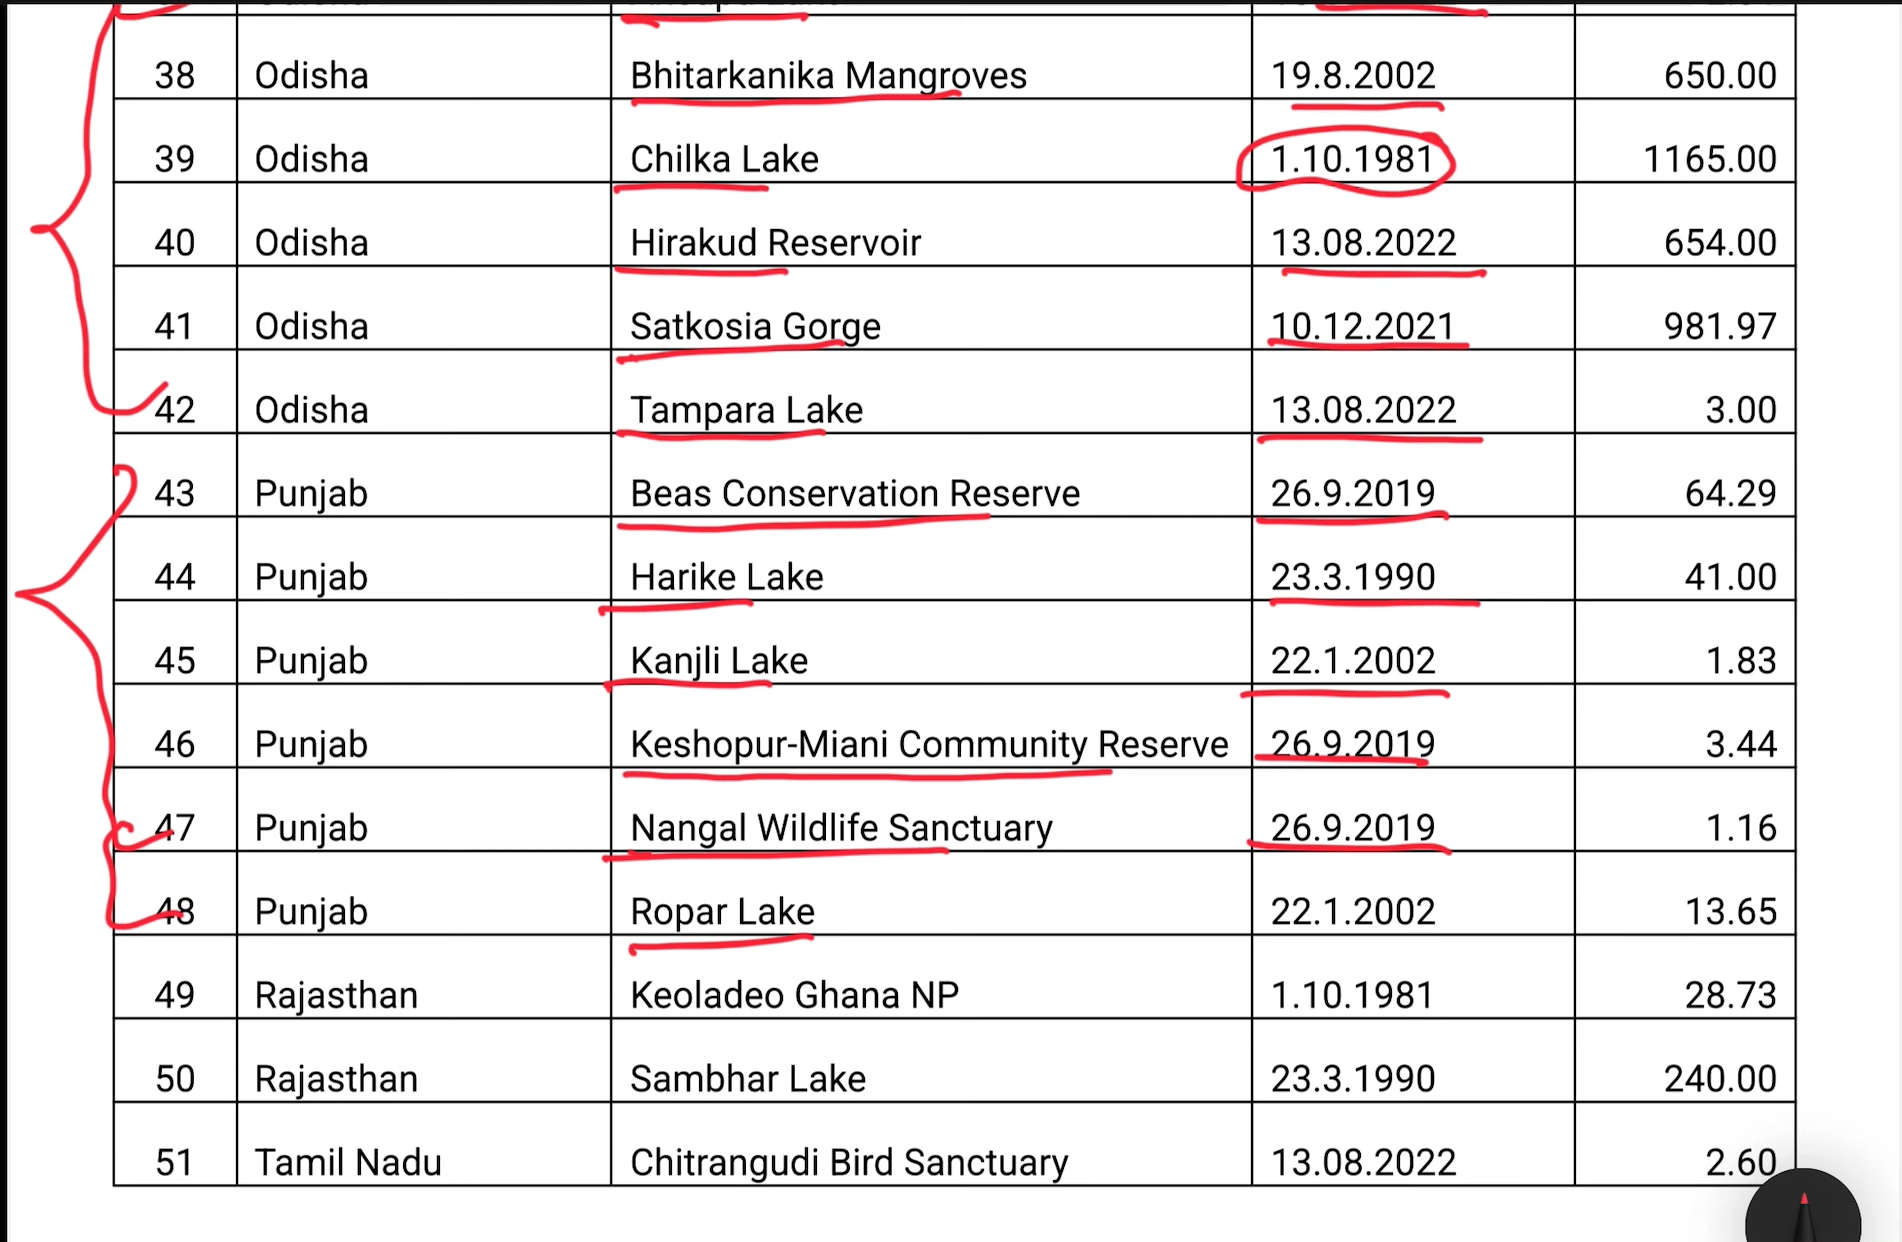 38 Odisha Bhitarkanika Mangroves 19.8.2002 650.00
39 Odisha Chilka Lake 1.10.1981 1165.00
40 Odisha Hirakud Reservoir 13.08.2022 654.00
41 Odisha Satkosia Gorge 10.12.2021 981.97
42 Odisha Tampara Lake 13.08.2022 3.00
43 Punjab Beas Conservation Reserve 26.9.2019 64.29
44 Punjab Harike Lake 23.3.1990 41.00
45 Punjab Kanjli Lake 22.1.2002 1.83
46 Punjab Keshopur-Miani Community Reserve 26.9.2019 3.44
47 Punjab Nangal Wildlife Sanctuary 26.9.2019 1.16
48 Punjab Ropar Lake 22.1.2002 13.65
49 Rajasthan Keoladeo Ghana NP 1.10.1981 28.73
50 Rajasthan Sambhar Lake 23.3.1990 240.00
51 Tamil Nadu Chitrangudi Bird Sanctuary 13.08.2022 2.60